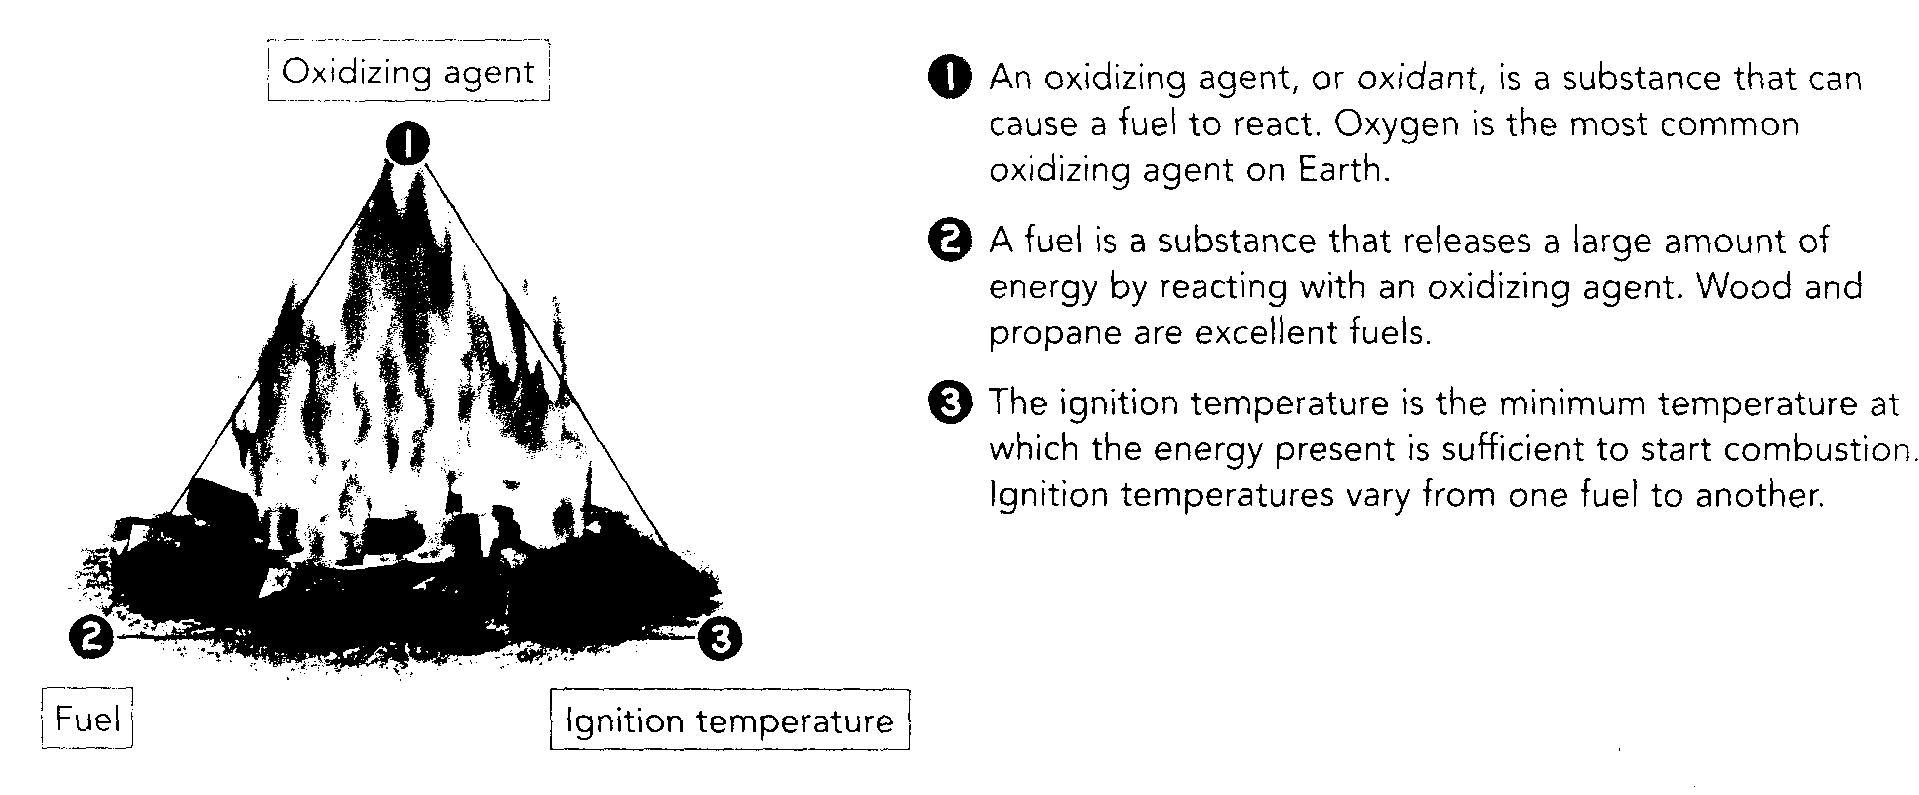 Oxidizing agent
1
2
3
Fuel
Ignition temperature
1 An oxidizing agent, or oxidant, is a substance that can
cause a fuel to react. Oxygen is the most common
oxidizing agent on Earth.
2 A fuel is a substance that releases a large amount of
energy by reacting with an oxidizing agent. Wood and
propane are excellent fuels.
3 The ignition temperature is the minimum temperature at
which the energy present is sufficient to start combustion.
Ignition temperatures vary from one fuel to another.